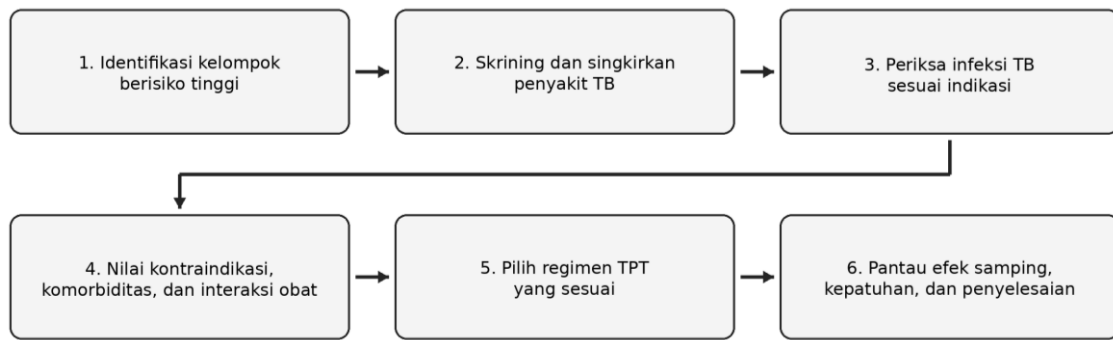 1. Identifikasi kelompok
berisiko tinggi
2. Skrining dan singkirkan
penyakit TB
3. Periksa infeksi TB
sesuai indikasi
4. Nilai kontraindikasi,
komorbiditas, dan interaksi obat
5. Pilih regimen TPT
yang sesuai
6. Pantau efek samping,
kepatuhan, dan penyelesaian